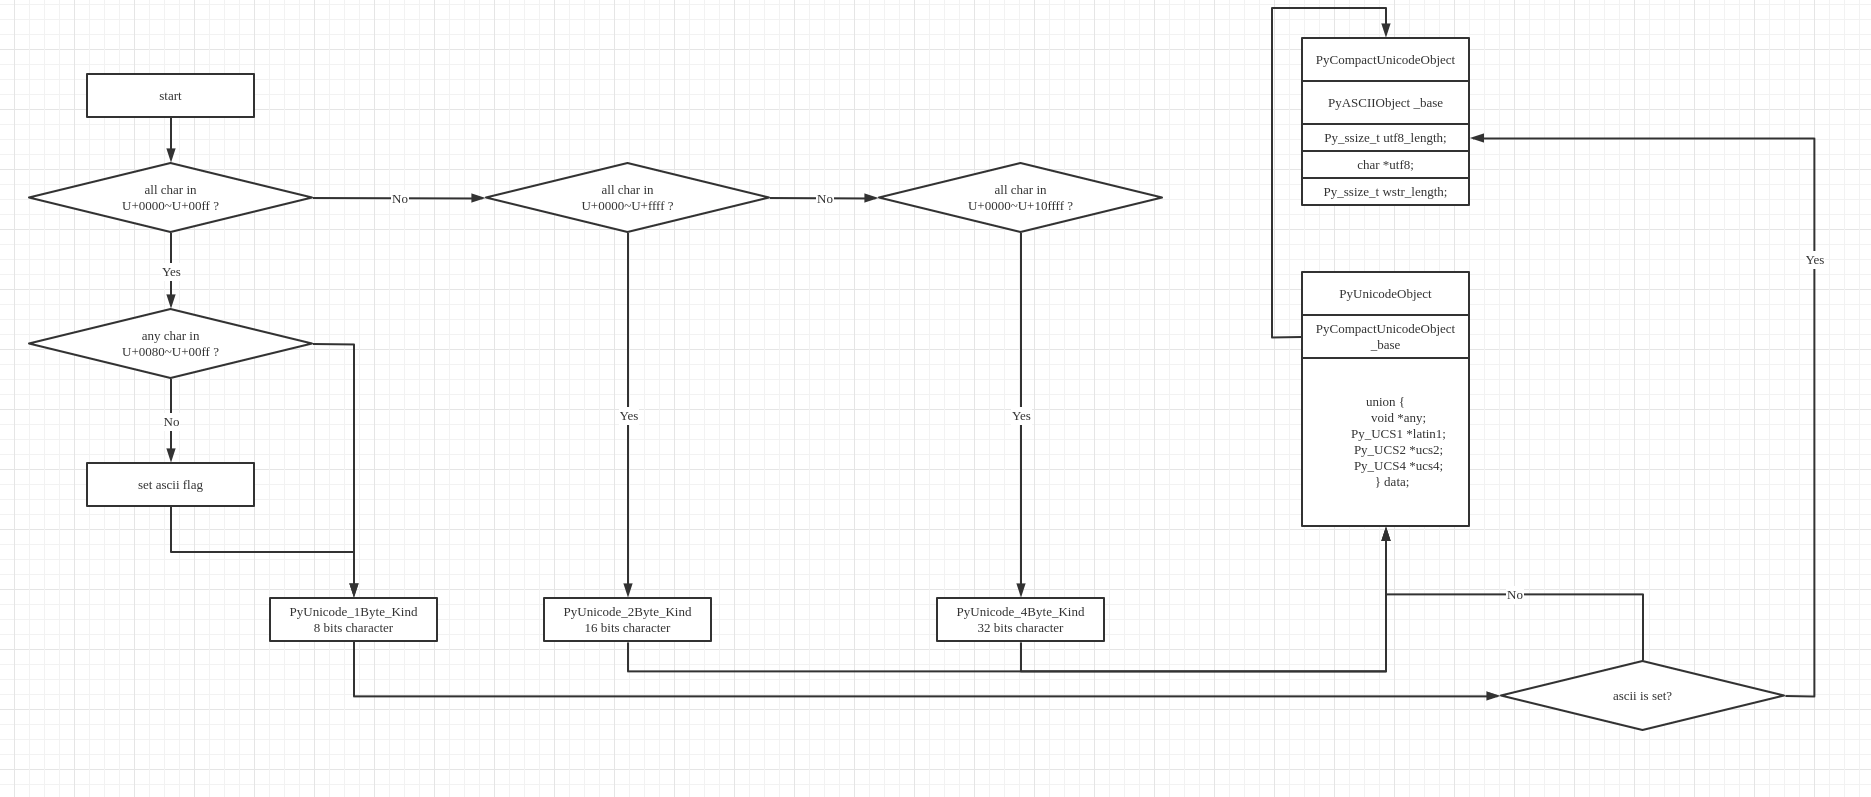 start
all char in
U+0000~U+00ff ?
No
all char in
U+0000~U+ffff ?
No
all char in
U+0000~U+10ffff ?
Yes
any char in
U+0080~U+00ff ?
No
set ascii flag
Yes
Yes
PyUnicode_1Byte_Kind
8 bits character
PyUnicode_2Byte_Kind
16 bits character
PyUnicode_4Byte_Kind
32 bits character
PyCompactUnicodeObject
PyASCIIObject _base
Py_ssize_t utf8_length;
char *utf8;
Py_ssize_t wstr_length;
PyUnicodeObject
PyCompactUnicodeObject
_base
union {
void *any;
Py_UCS1 *latin1;
Py_UCS2 *ucs2;
Py_UCS4 *ucs4;
} data;
Yes
No
ascii is set?